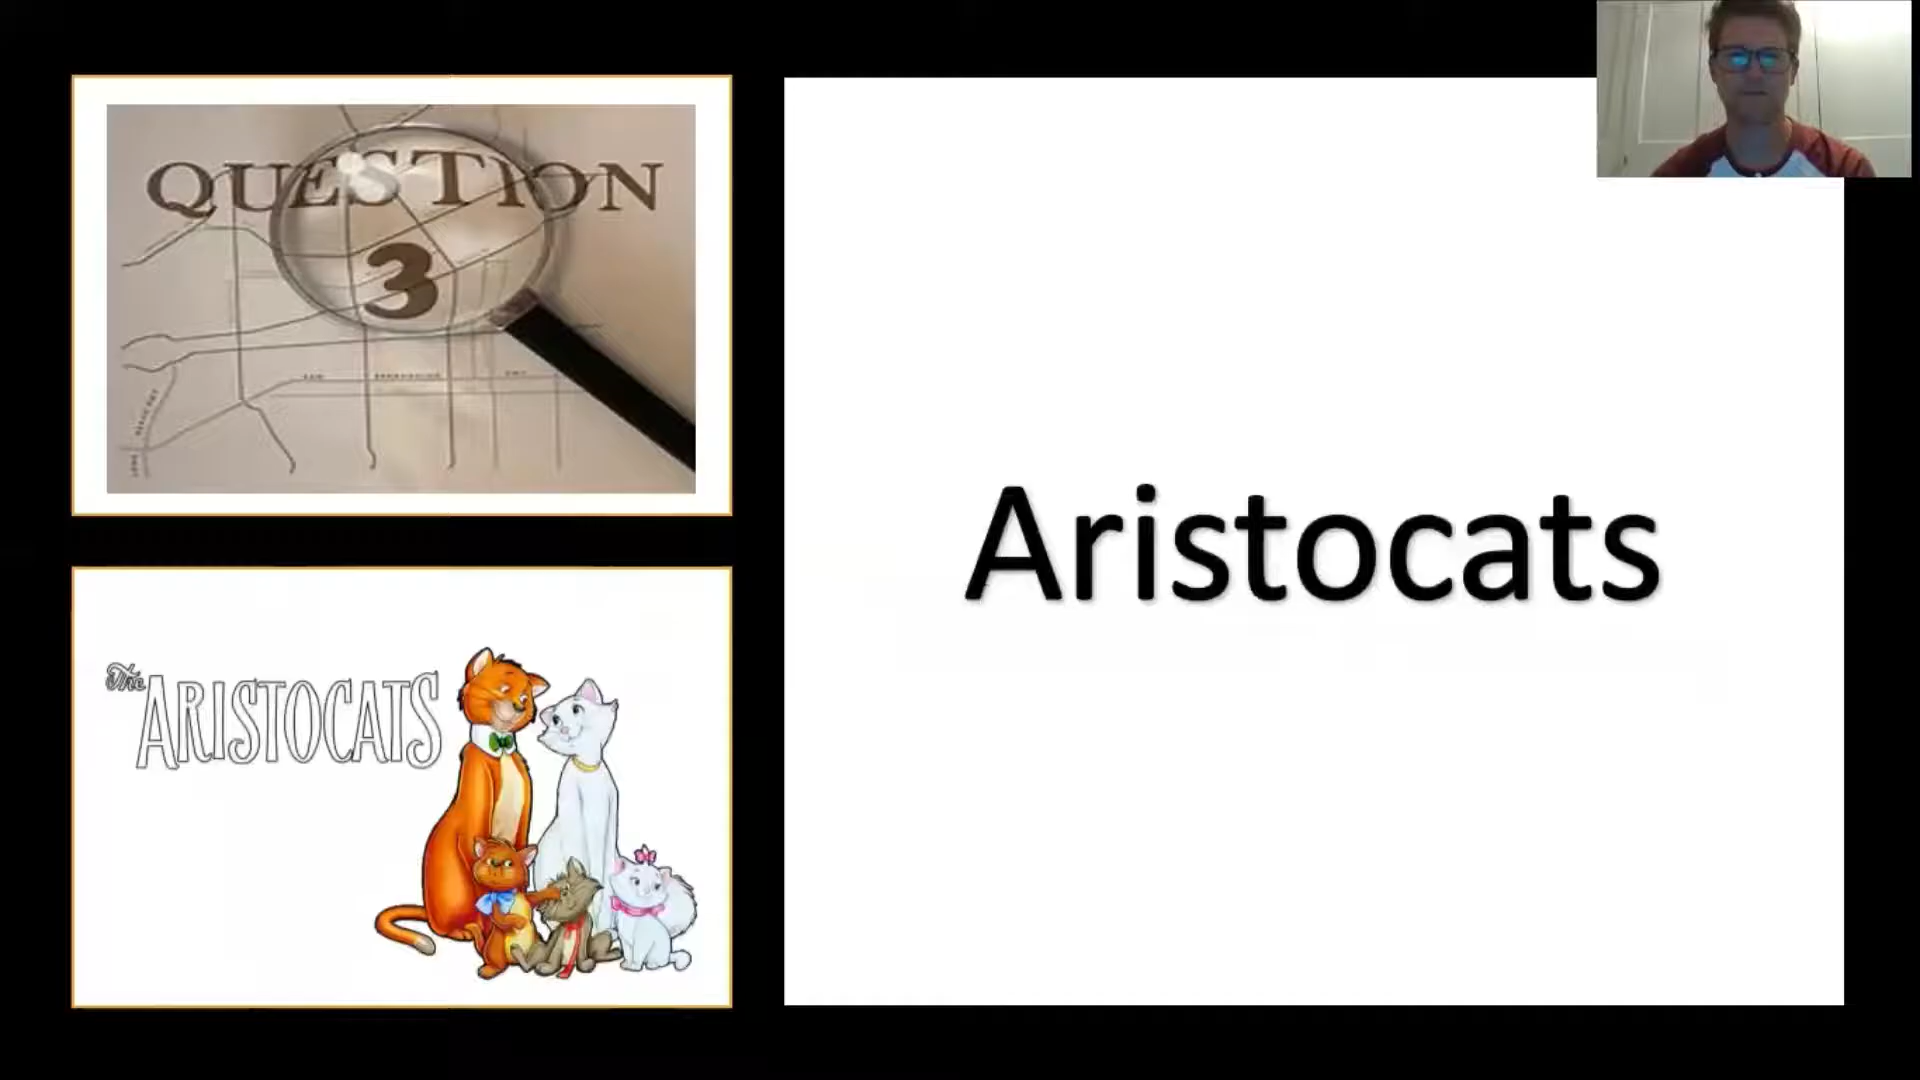 QUESTION
3
The
ARISTOCATS
Aristocats